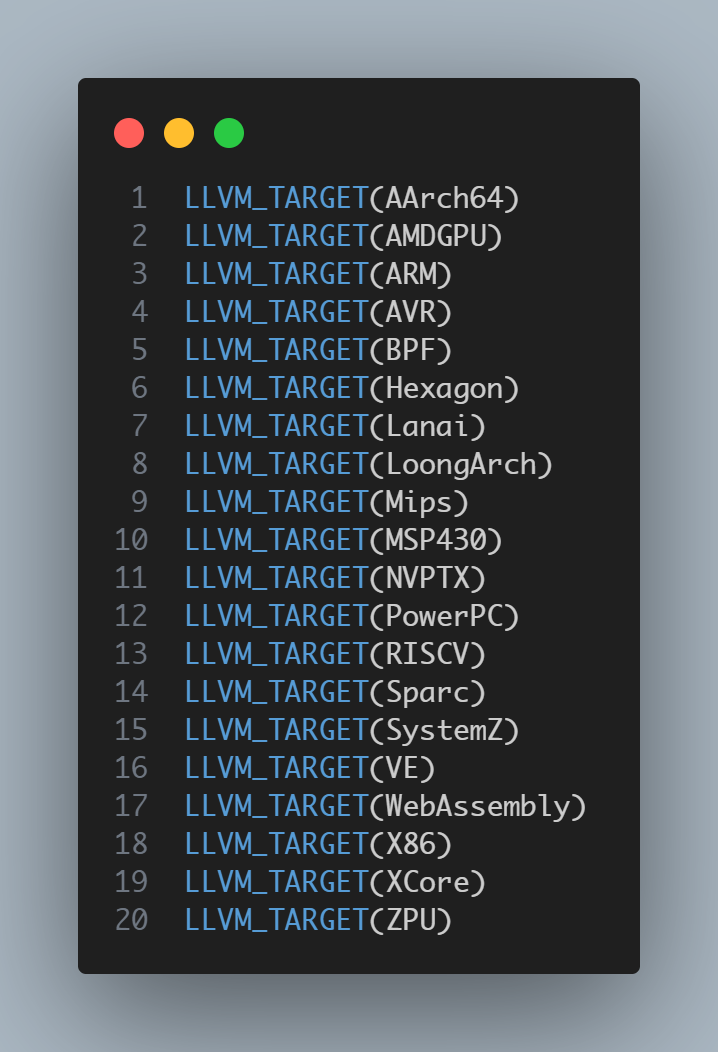 1 LLVM_TARGET(AArch64)
2 LLVM_TARGET(AMDGPU)
3 LLVM_TARGET(ARM)
4 LLVM_TARGET(AVR)
5 LLVM_TARGET(BPF)
6 LLVM_TARGET(Hexagon)
7 LLVM_TARGET(Lanai)
8 LLVM_TARGET(LoongArch)
9 LLVM_TARGET(Mips)
10 LLVM_TARGET(MSP430)
11 LLVM_TARGET(NVPTX)
12 LLVM_TARGET(PowerPC)
13 LLVM_TARGET(RISCV)
14 LLVM_TARGET(Sparc)
15 LLVM_TARGET(SystemZ)
16 LLVM_TARGET(VE)
17 LLVM_TARGET(WebAssembly)
18 LLVM_TARGET(X86)
19 LLVM_TARGET(XCore)
20 LLVM_TARGET(ZPU)